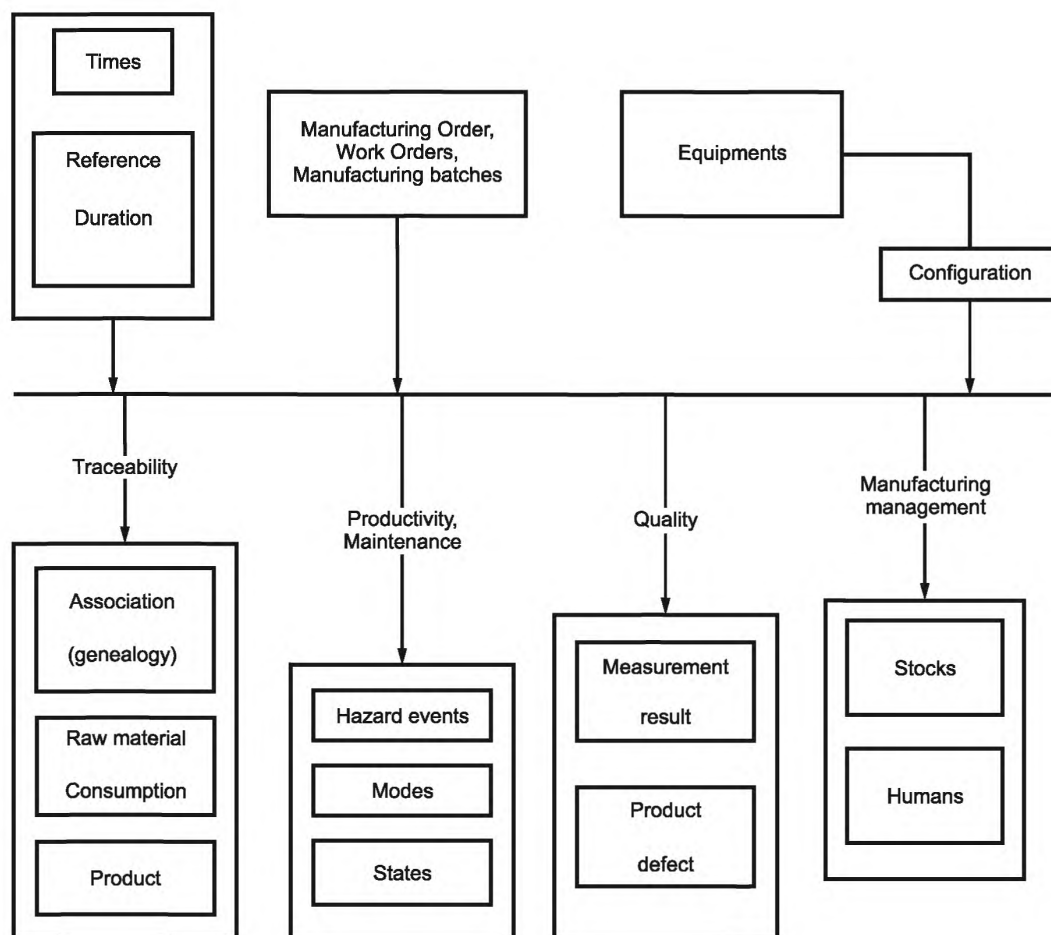 Times
Reference
Duration
Manufacturing Order,
Work Orders,
Manufacturing batches
Equipments
Configuration
Traceability
Productivity,
Maintenance
Quality
Manufacturing
management
Association
(genealogy)
Raw material
Consumption
Product
Hazard events
Modes
States
Measurement
result
Product
defect
Stocks
Humans